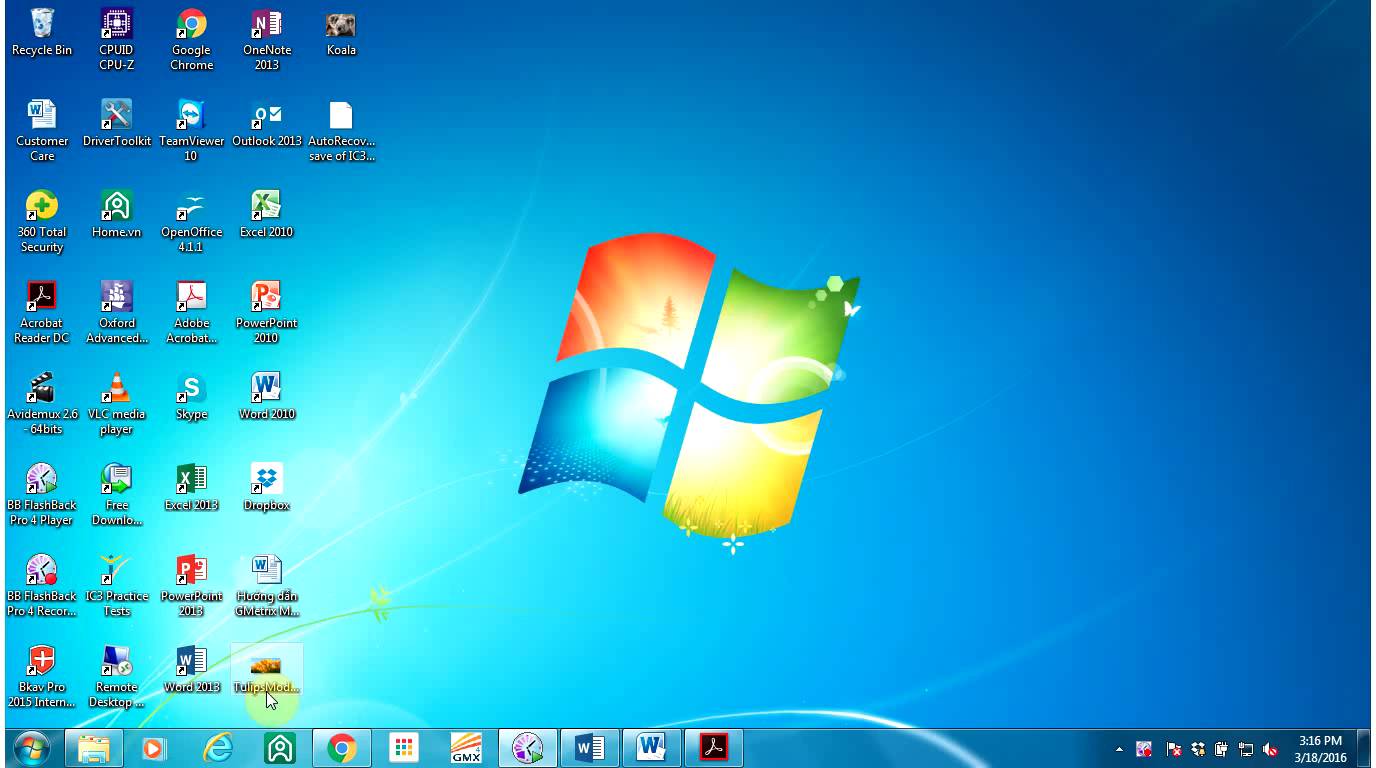 Recycle Bin
CPUID
CPU-Z
Google
Chrome
OneNote
2013
Koala
Customer
Care
DriverToolkit
TeamViewer
10
Outlook 2013
AutoRecov...
save of IC3...
360 Total
Security
Home.vn
OpenOffice
4.1.1
Excel 2010
Acrobat
Reader DC
Oxford
Advanced...
Adobe
Acrobat...
PowerPoint
2010
Avidemux 2.6
- 64bits
VLC media
player
Skype
Word 2010
BB FlashBack
Pro 4 Player
Free
Downlo...
Excel 2013
Dropbox
BB FlashBack
Pro 4 Recor...
IC3 Practice
Tests
PowerPoint
2013
Hướng dẫn
GMetrix M...
Bkav Pro
2015 Intern...
Remote
Desktop ...
Word 2013
TulipsMod...
GMX
4
3:16 PM
3/18/2016